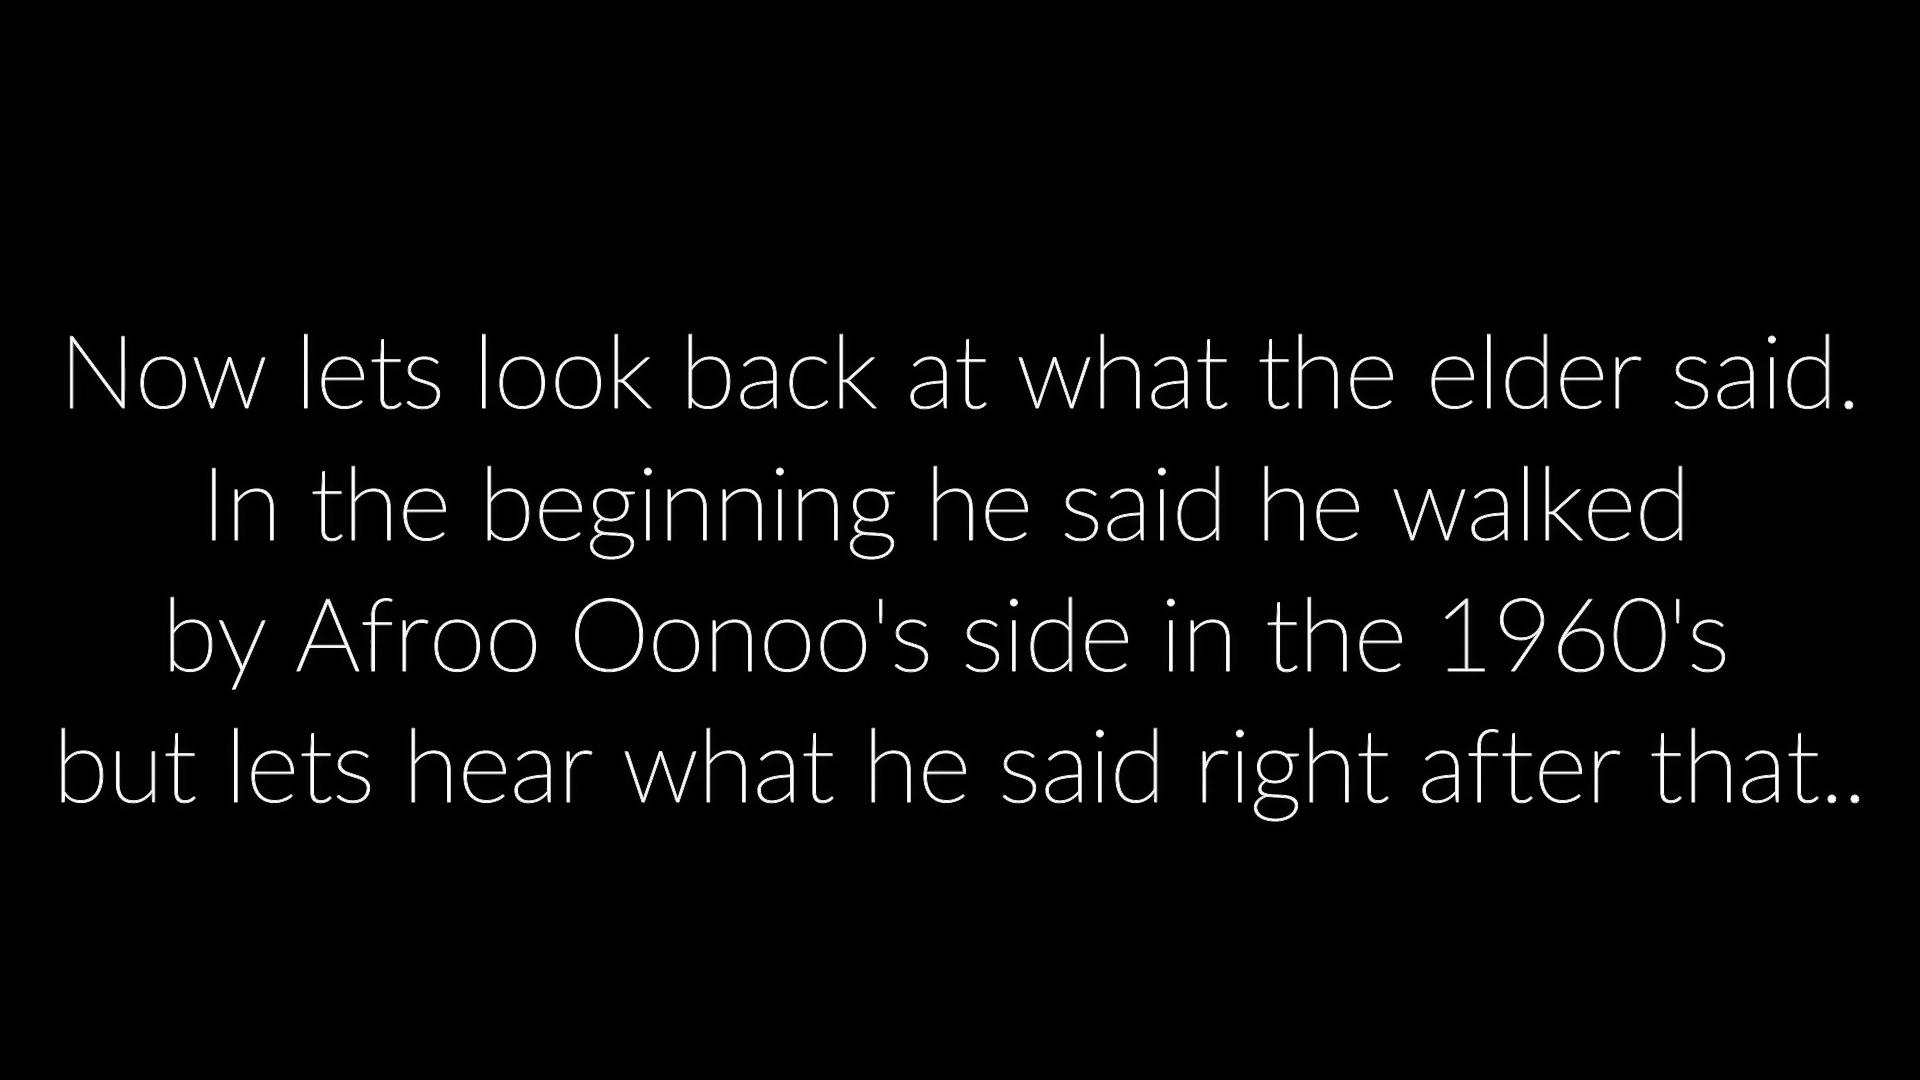 Now lets look back at what the elder said.
In the beginning he said he walked
by Afroo Oonoo's side in the 1960's
but lets hear what he said right after that..